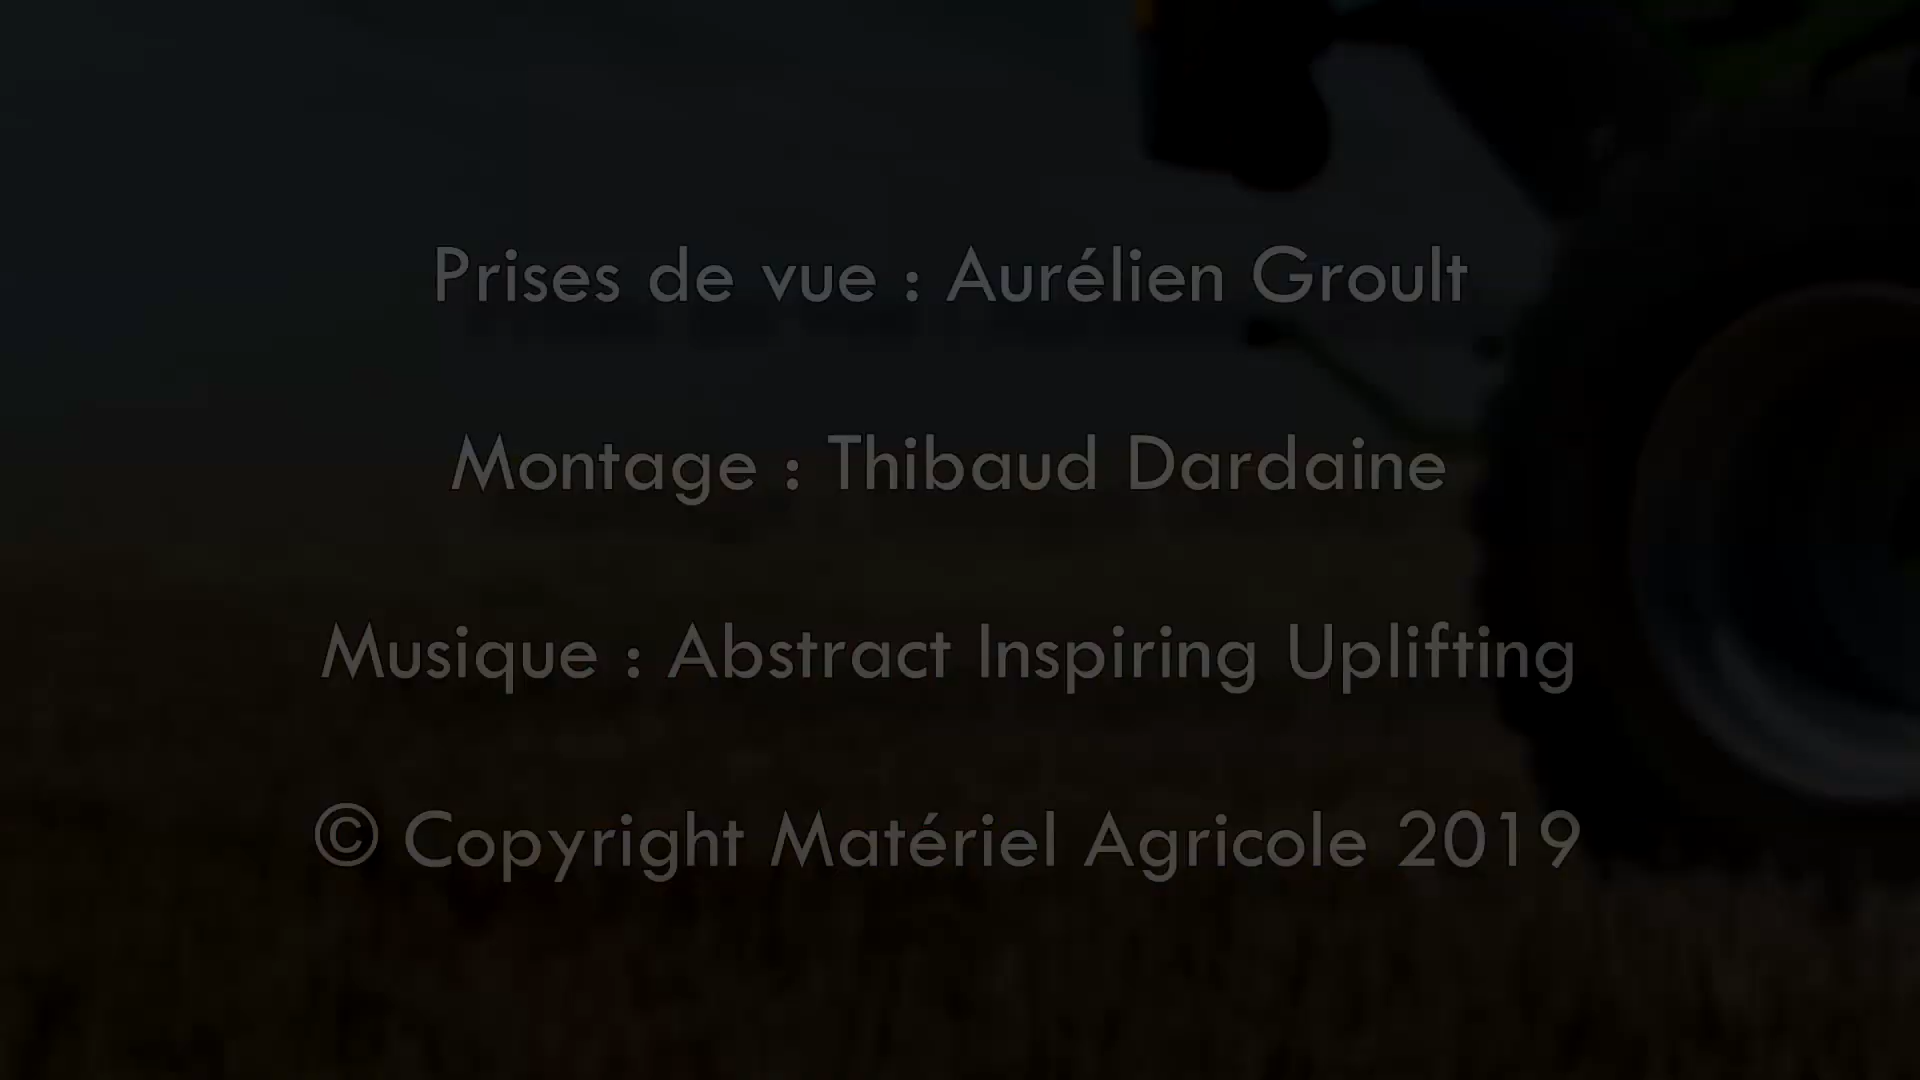 Prises de vue : Aurélien Groult
Montage : Thibaud Dardaine
Musique : Abstract Inspiring Uplifting
© Copyright Matériel Agricole 2019